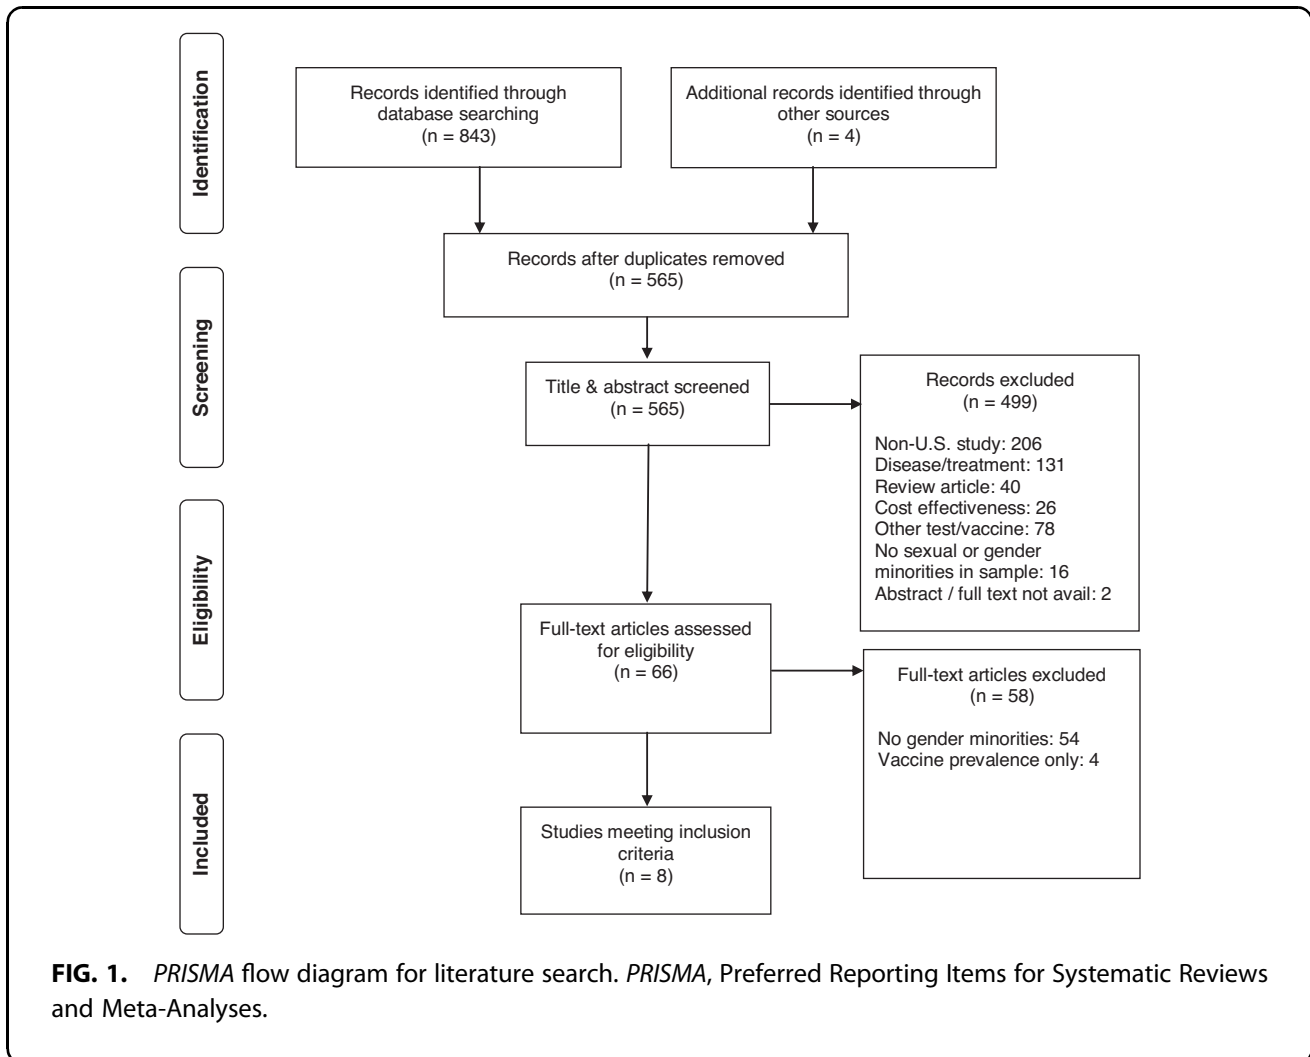 Identification
Records identified through
database searching
(n = 843)
Additional records identified through
other sources
(n = 4)
Records after duplicates removed
(n = 565)
Screening
Title & abstract screened
(n = 565)
Records excluded
(n = 499)
Non-U.S. study: 206
Disease/treatment: 131
Review article: 40
Cost effectiveness: 26
Other test/vaccine: 78
No sexual or gender
minorities in sample: 16
Abstract / full text not avail: 2
Eligibility
Full-text articles assessed
for eligibility
(n = 66)
Full-text articles excluded
(n = 58)
No gender minorities: 54
Vaccine prevalence only: 4
Included
Studies meeting inclusion
criteria
(n = 8)
FIG. 1. PRISMA flow diagram for literature search. PRISMA, Preferred Reporting Items for Systematic Reviews
and Meta-Analyses.